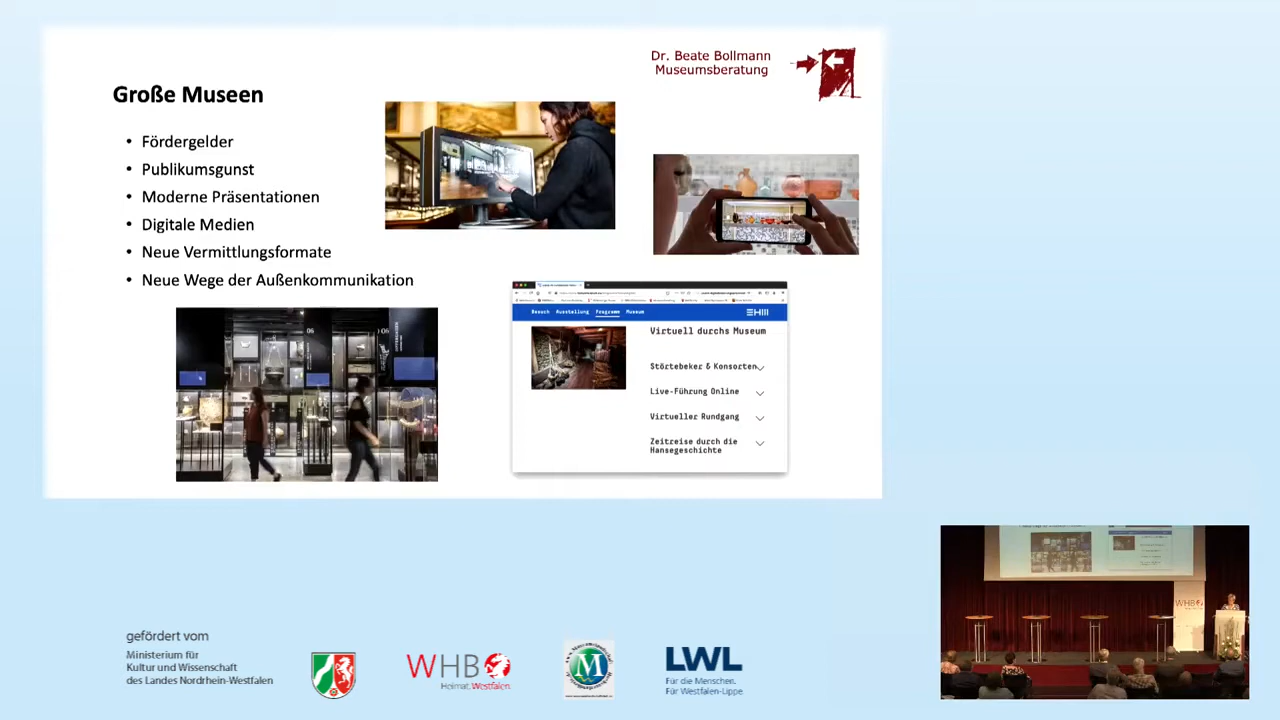 Dr. Beate Bollmann
Museumsberatung
Große Museen
• Fördergelder
• Publikumsgunst
• Moderne Präsentationen
• Digitale Medien
• Neue Vermittlungsformate
• Neue Wege der Außenkommunikation
Besuch Ausstellung Programm Museum
Virtuell durchs Museum
Störtebeker & Konsorten
Live-Führung Online
Virtueller Rundgang
Zeitreise durch die
Hansegeschichte
gefördert vom
Ministerium für
Kultur und Wissenschaft
des Landes Nordrhein-Westfalen
WHB
Heimat. Westfalen.
M
LWL
Für die Menschen.
Für Westfalen-Lippe.
WHB